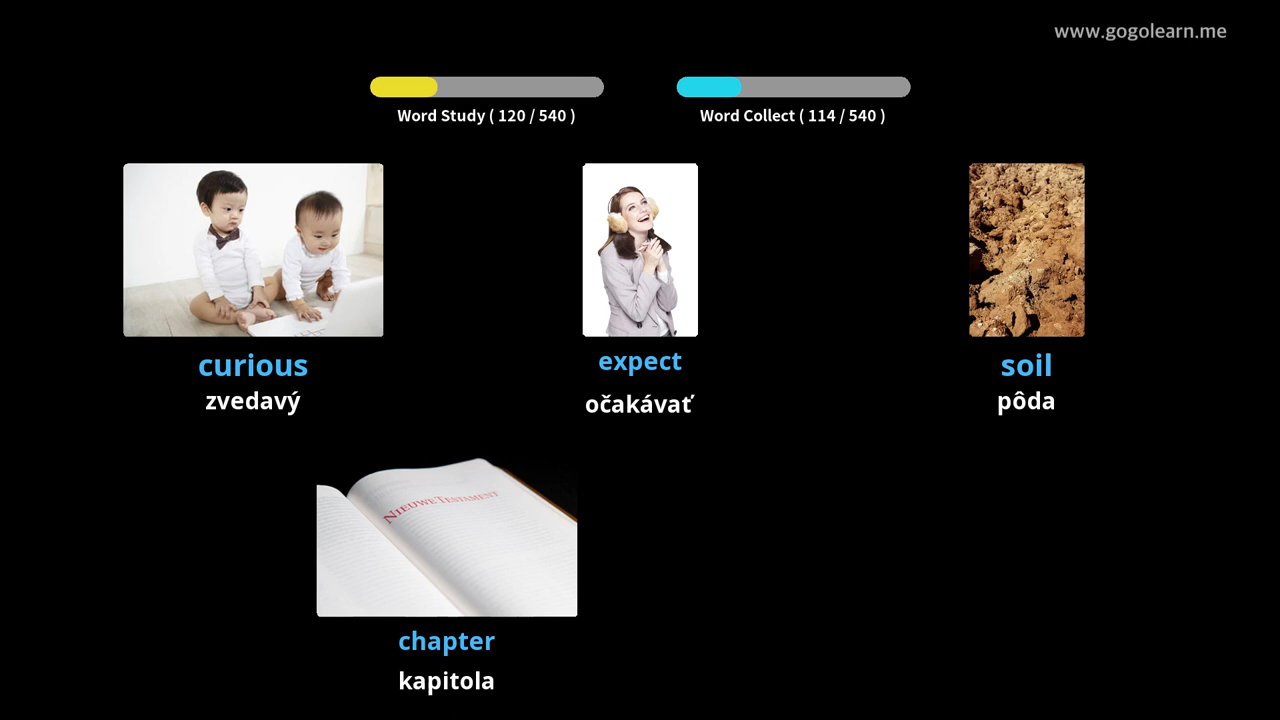 www.gogolearn.me
Word Study ( 120 / 540 )
Word Collect ( 114 / 540 )
curious
zvedavý
expect
očakávať
soil
pôda
NIEUWE TESTAMENT
chapter
kapitola